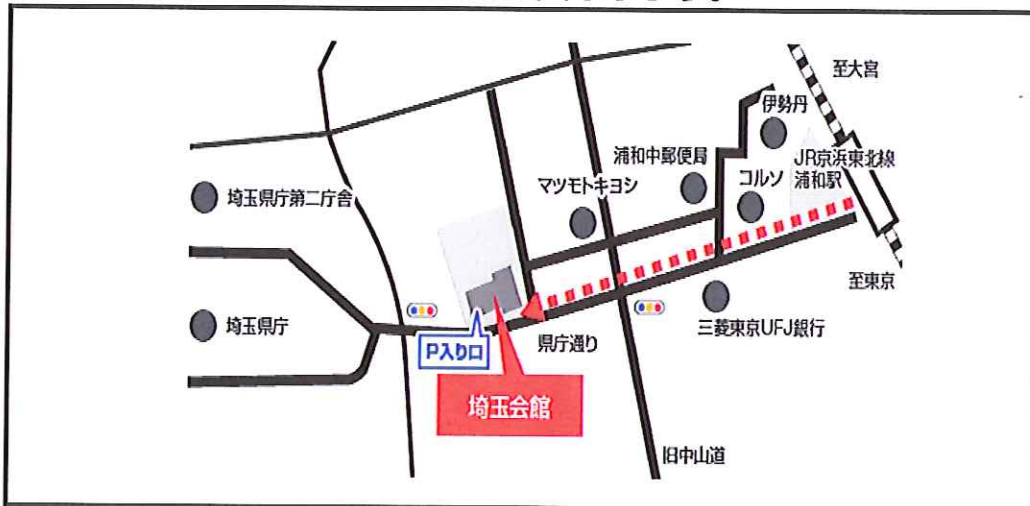 至大宮
伊勢丹
浦和中郵便局
JR京浜東北線
浦和駅
マツモトキヨシ
コルソ
埼玉県庁第二庁舎
至東京
埼玉県庁
三菱東京UFJ銀行
県庁通り
P入り口
埼玉会館
旧中山道